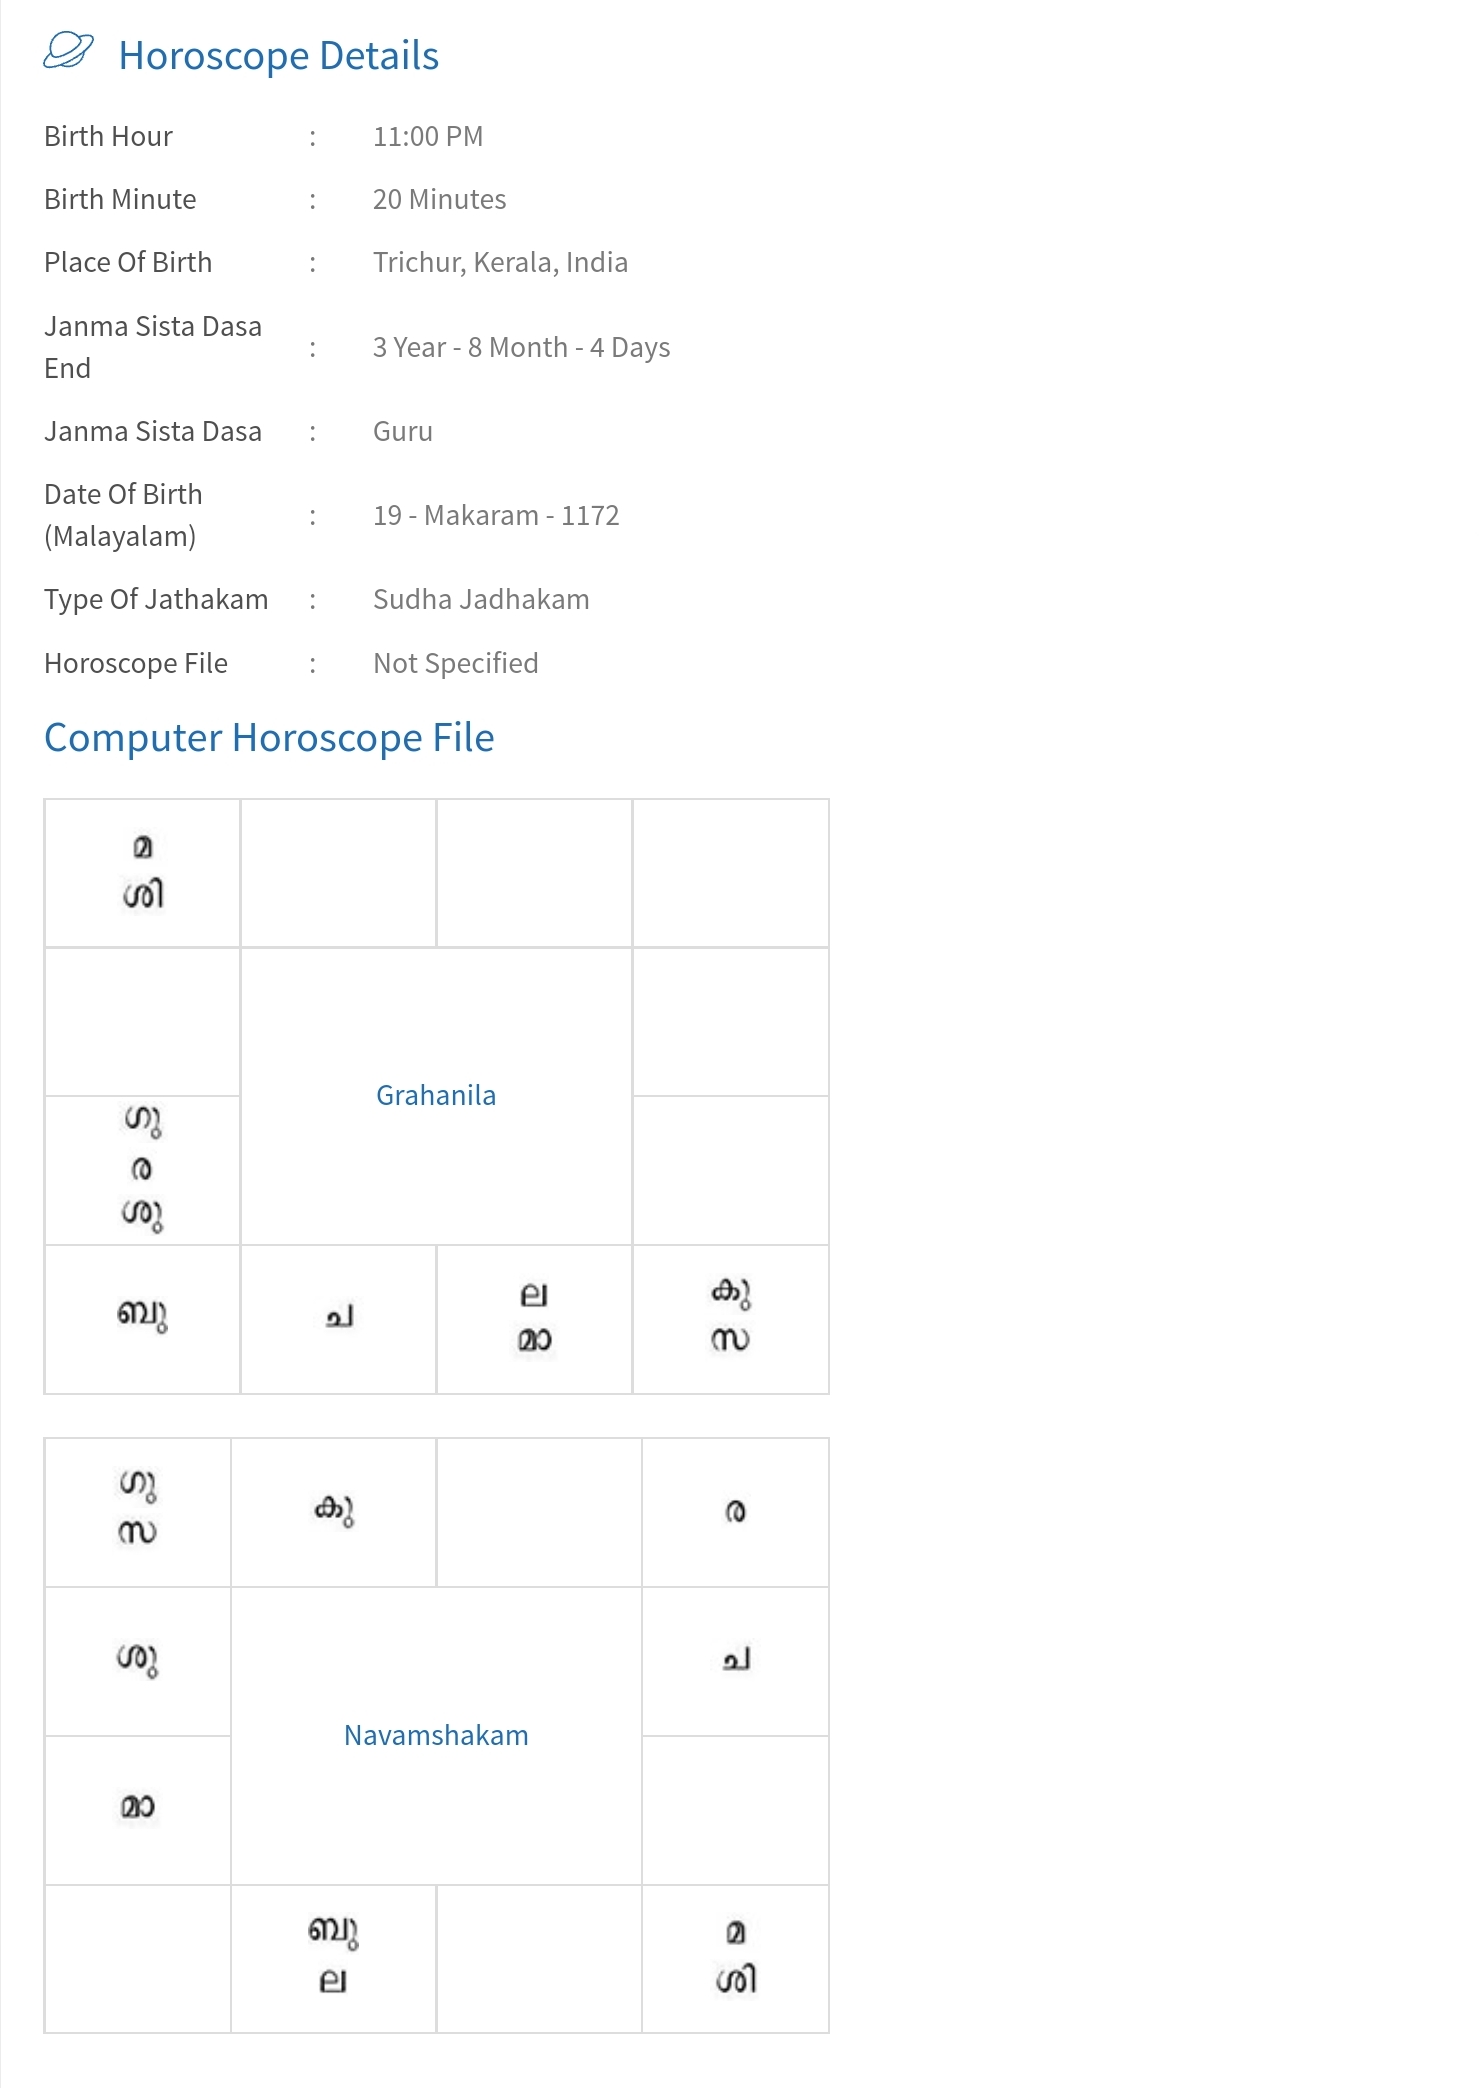 Horoscope Details
Birth Hour : 11:00 PM
Birth Minute : 20 Minutes
Place Of Birth : Trichur, Kerala, India
Janma Sista Dasa
End : 3 Year - 8 Month - 4 Days
Janma Sista Dasa : Guru
Date Of Birth
(Malayalam) : 19 - Makaram - 1172
Type Of Jathakam : Sudha Jadhakam
Horoscope File : Not Specified
Computer Horoscope File
മ
ശി
Grahanila
ഗു
ര
ശു
ബു
ച
ല
മാ
കു
സ
ഗു
സ
കു
ര
ശു
ച
Navamshakam
മാ
ബു
ല
മ
ശി